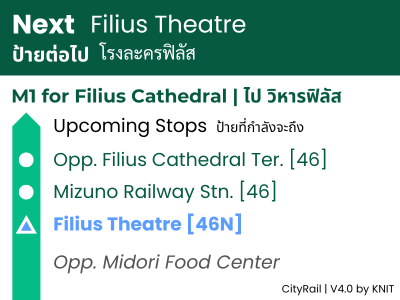 Next Filius Theatre
ป้ายต่อไป โรงละครฟิลัส
M1 for Filius Cathedral | ไป วิหารฟิลัส
Upcoming Stops ป้ายที่กำลังจะถึง
Opp. Filius Cathedral Ter. [46]
Mizuno Railway Stn. [46]
Filius Theatre [46N]
Opp. Midori Food Center
CityRail | V4.0 by KNIT